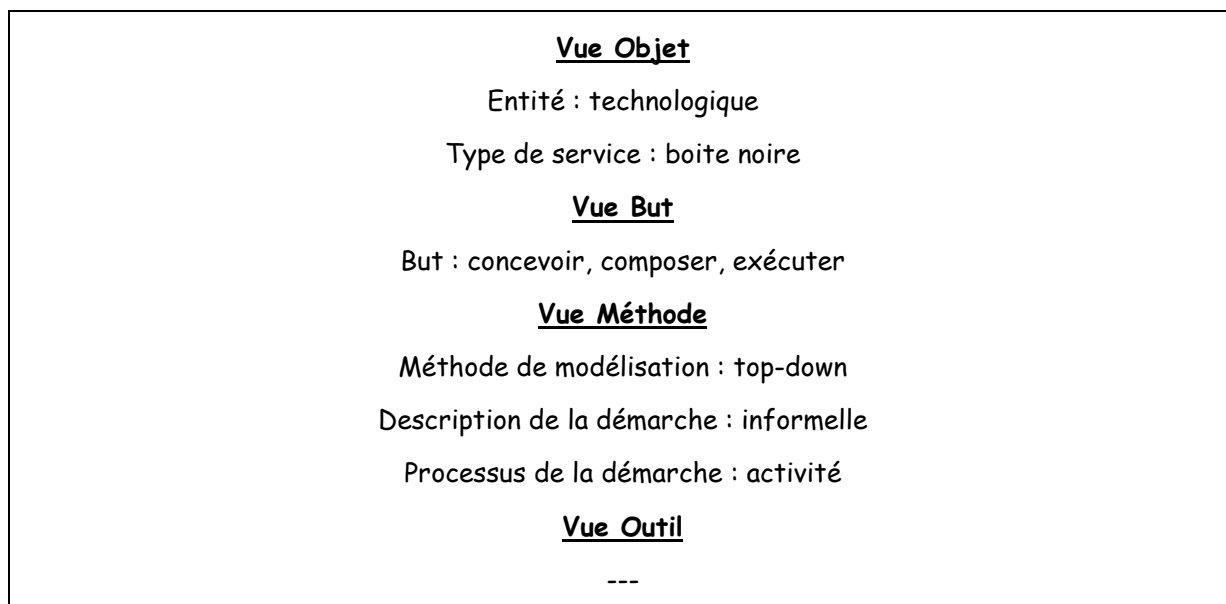 Vue Objet
Entité : technologique
Type de service : boite noire
Vue But
But : concevoir, composer, exécuter
Vue Méthode
Méthode de modélisation : top-down
Description de la démarche : informelle
Processus de la démarche : activité
Vue Outil
---